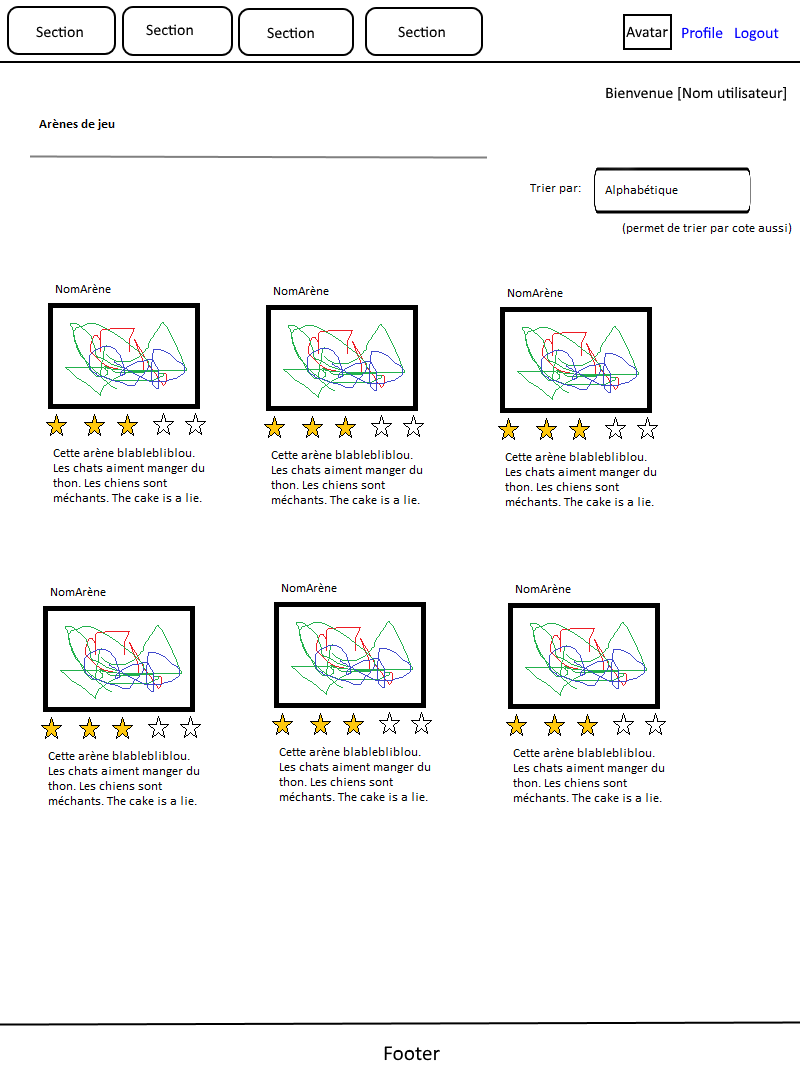 Section Section Section Section Avatar Profile Logout
Bienvenue [Nom utilisateur]
Arènes de jeu
Trier par: Alphabétique
(permet de trier par cote aussi)
NomArène
Cette arène blablebliblou.
Les chats aiment manger du
thon. Les chiens sont
méchants. The cake is a lie.
NomArène
Cette arène blablebliblou.
Les chats aiment manger du
thon. Les chiens sont
méchants. The cake is a lie.
NomArène
Cette arène blablebliblou.
Les chats aiment manger du
thon. Les chiens sont
méchants. The cake is a lie.
NomArène
Cette arène blablebliblou.
Les chats aiment manger du
thon. Les chiens sont
méchants. The cake is a lie.
NomArène
Cette arène blablebliblou.
Les chats aiment manger du
thon. Les chiens sont
méchants. The cake is a lie.
NomArène
Cette arène blablebliblou.
Les chats aiment manger du
thon. Les chiens sont
méchants. The cake is a lie.
Footer